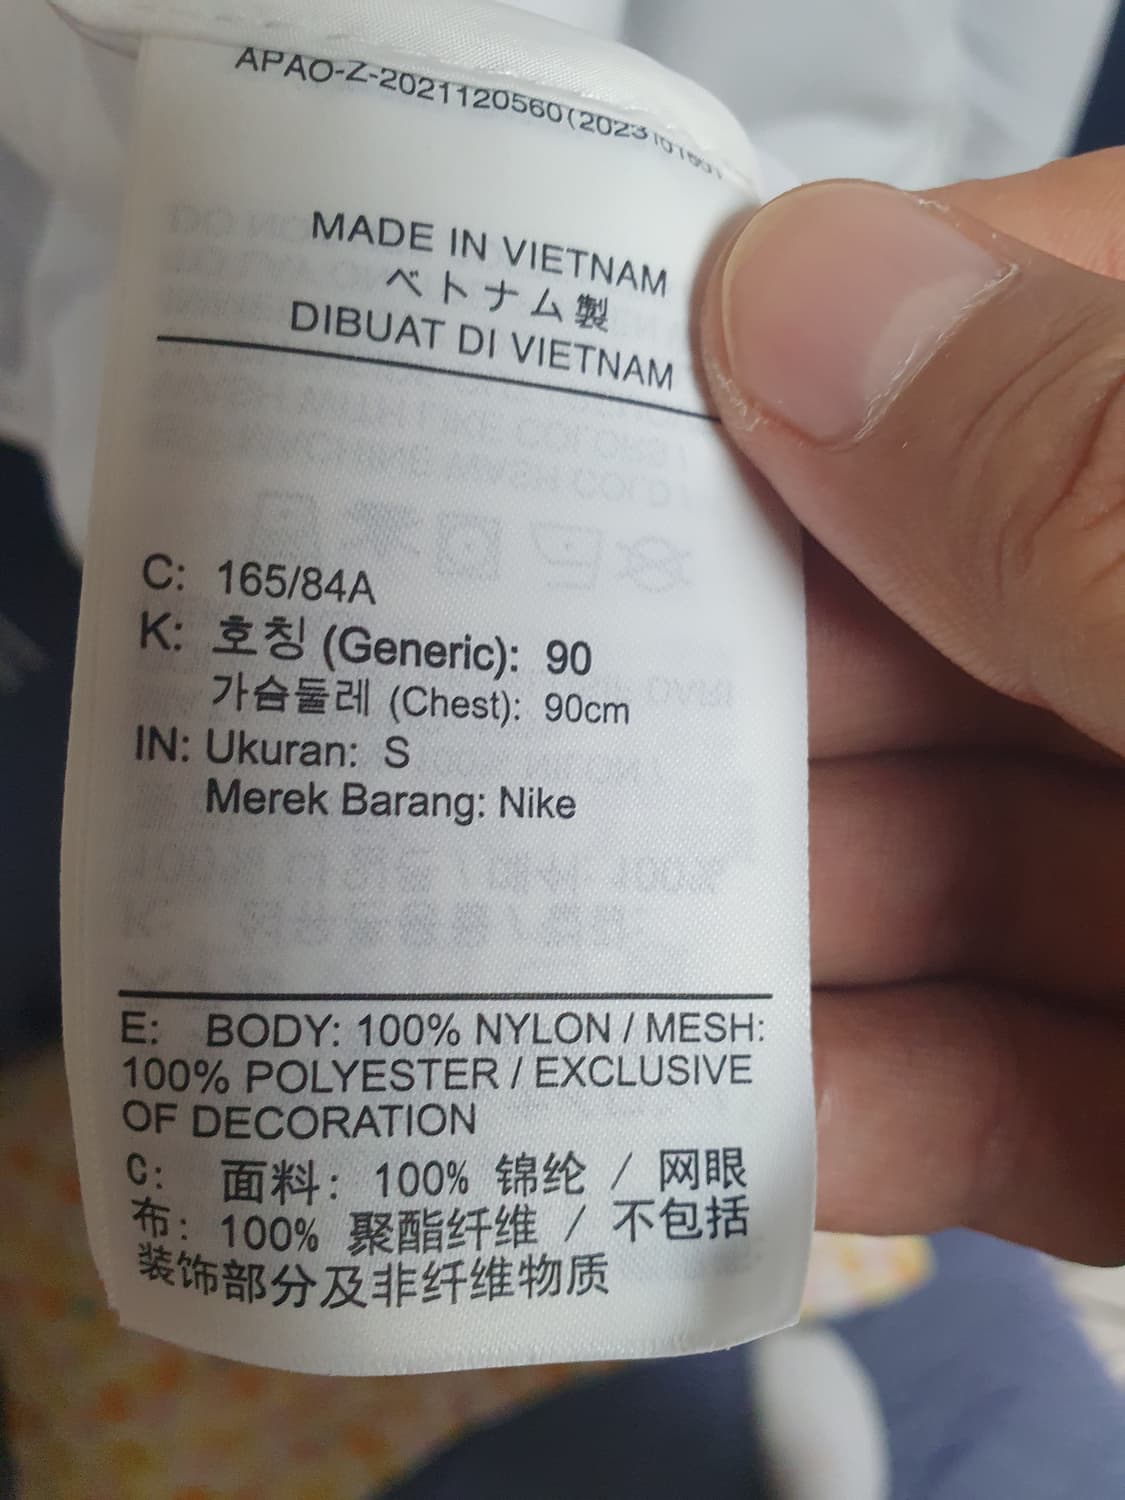 APAO-Z-2021120560(2023
MADE IN VIETNAM
ベトナム製
DIBUAT DI VIETNAM
C: 165/84A
K: 호칭 (Generic): 90
가슴둘레 (Chest): 90cm
IN: Ukuran: S
Merek Barang: Nike
E: BODY: 100% NYLON / MESH:
100% POLYESTER / EXCLUSIVE
OF DECORATION
C: 面料: 100% 锦纶 / 网眼
布: 100% 聚酯纤维 / 不包括
装饰部分及非纤维物质